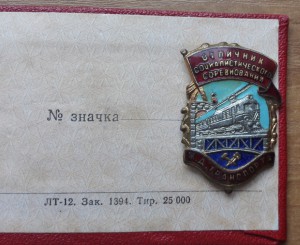 ОТЛИЧНИК
СОЦИАЛИСТИЧЕСКОГО
СОРЕВНОВАНИЯ
№ значка
ЛТ-12. Зак. 1394. Тир. 25 000